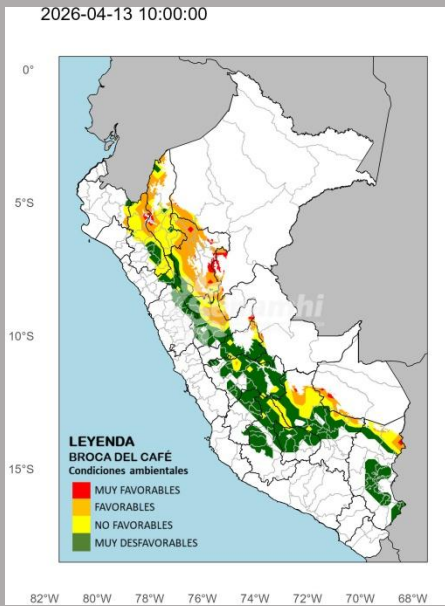 2026-04-13 10:00:00
0°
5°S
10°S
15°S
senamhi
LEYENDA
BROCA DEL CAFÉ
Condiciones ambientales
MUY FAVORABLES
FAVORABLES
NO FAVORABLES
MUY DESFAVORABLES
82°W 80°W 78°W 76°W 74°W 72°W 70°W 68°W